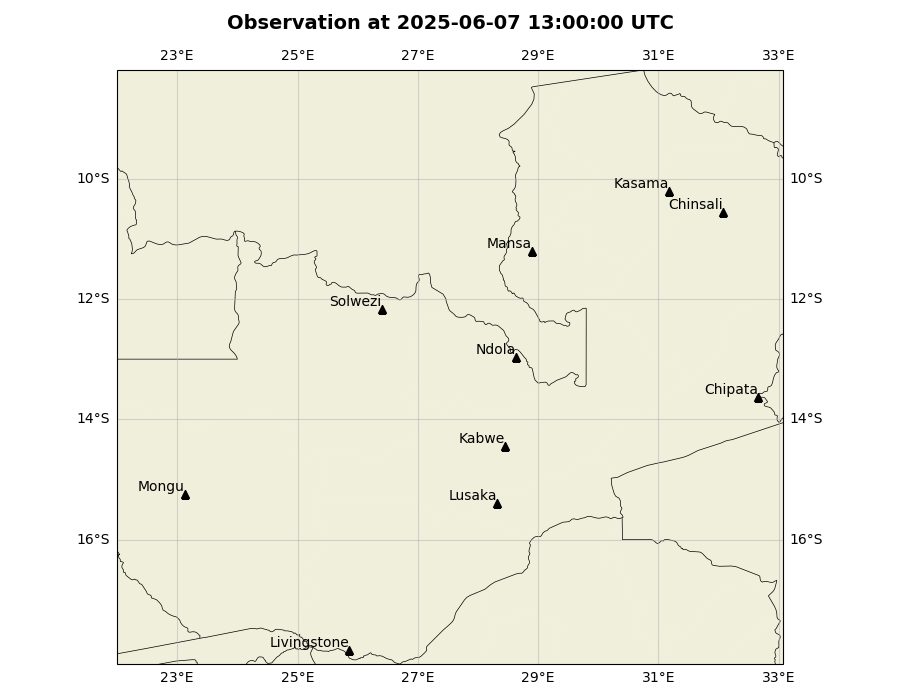 Observation at 2025-06-07 13:00:00 UTC
23°E 25°E 27°E 29°E 31°E 33°E
10°S 10°S
Kasama
Chinsali
Mansa
12°S 12°S
Solwezi
Ndola
Chipata
14°S 14°S
Kabwe
Mongu
Lusaka
16°S 16°S
Livingstone
23°E 25°E 27°E 29°E 31°E 33°E